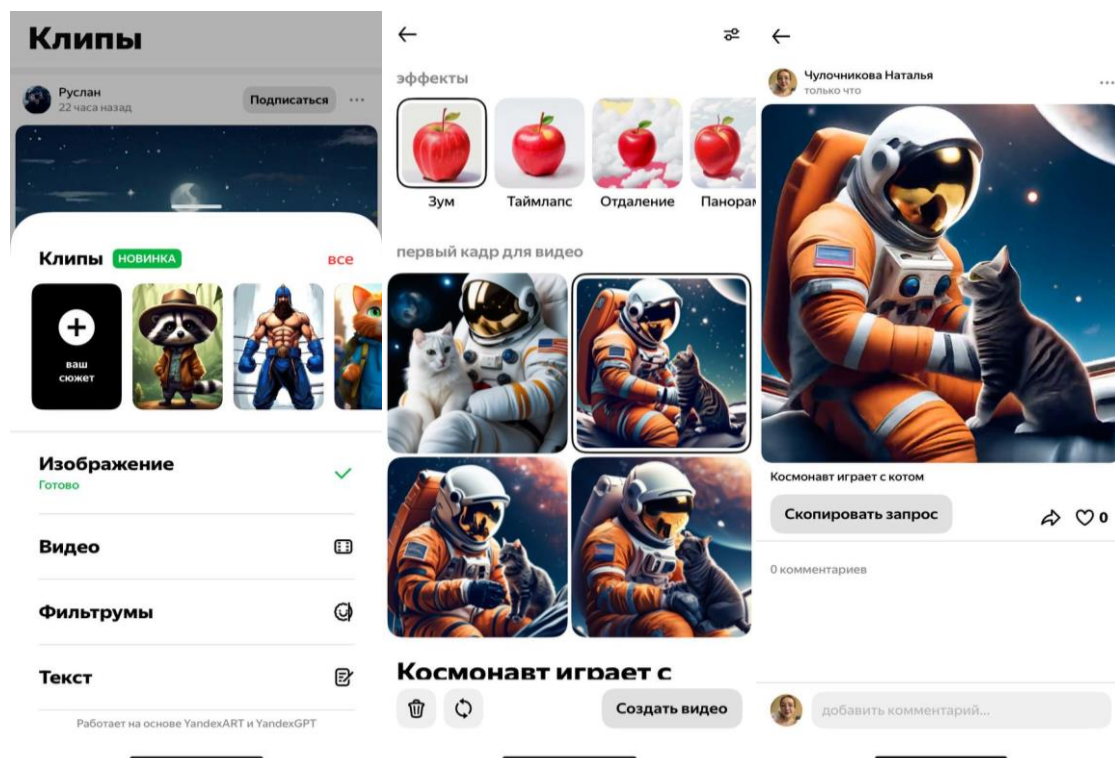 Клипы
Руслан
22 часа назад
Подписаться
Клипы НОВИНКА
все
ваш
сюжет
Изображение
Готово
Видео
Фильтрумы
Текст
Работает на основе YandexART и YandexGPT
эффекты
Зум
Таймлапс
Отдаление
Панорам
первый кадр для видео
Космонавт играет с
Создать видео
Чулочникова Наталья
только что
Космонавт играет с котом
Скопировать запрос
0
0 комментариев
добавить комментарий...